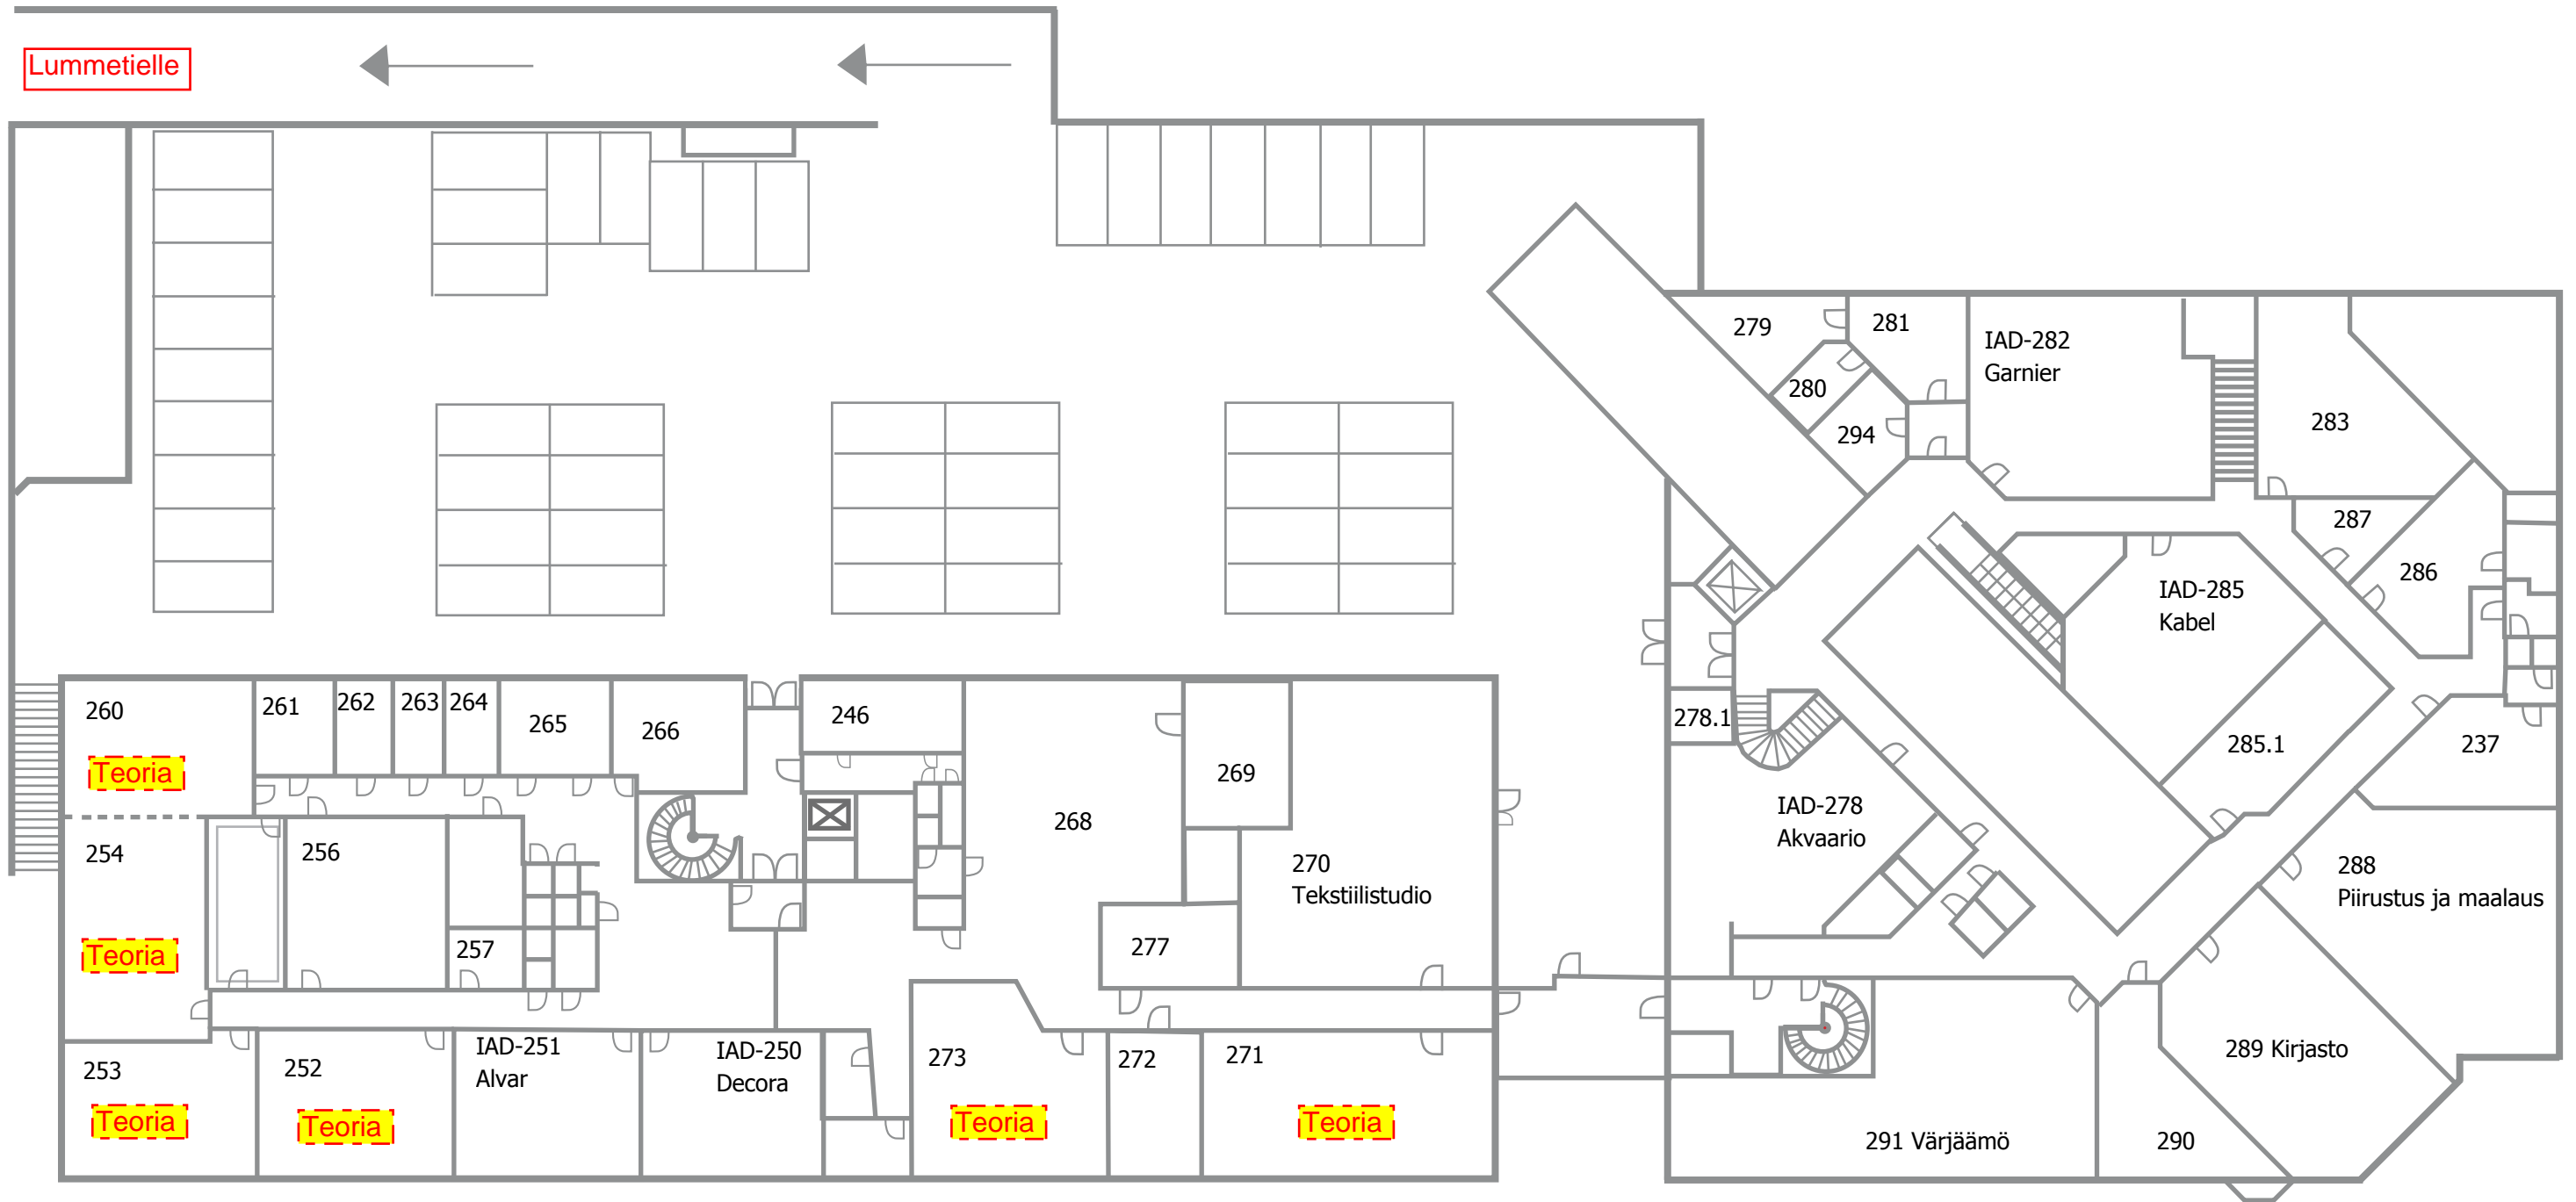 Lummetielle
279
281
IAD-282
Garnier
280
294
283
287
286
IAD-285
Kabel
285.1
237
278.1
IAD-278
Akvaario
288
Piirustus ja maalaus
289 Kirjasto
290
291 Värjäämö
260
Teoria
261
262
263
264
265
266
246
268
269
270
Tekstiilistudio
277
254
Teoria
256
257
253
Teoria
252
Teoria
IAD-251
Alvar
IAD-250
Decora
273
Teoria
272
271
Teoria